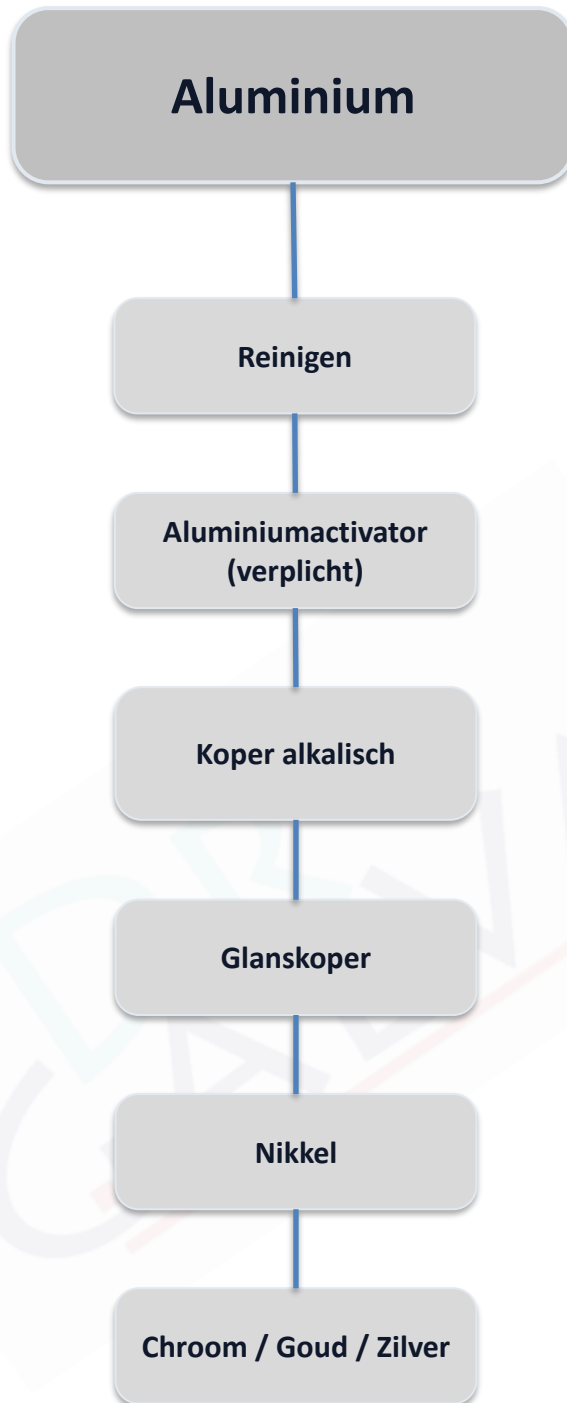 Aluminium
Reinigen
Aluminiumactivator
(verplicht)
Koper alkalisch
Glanskoper
Nikkel
Chroom / Goud / Zilver